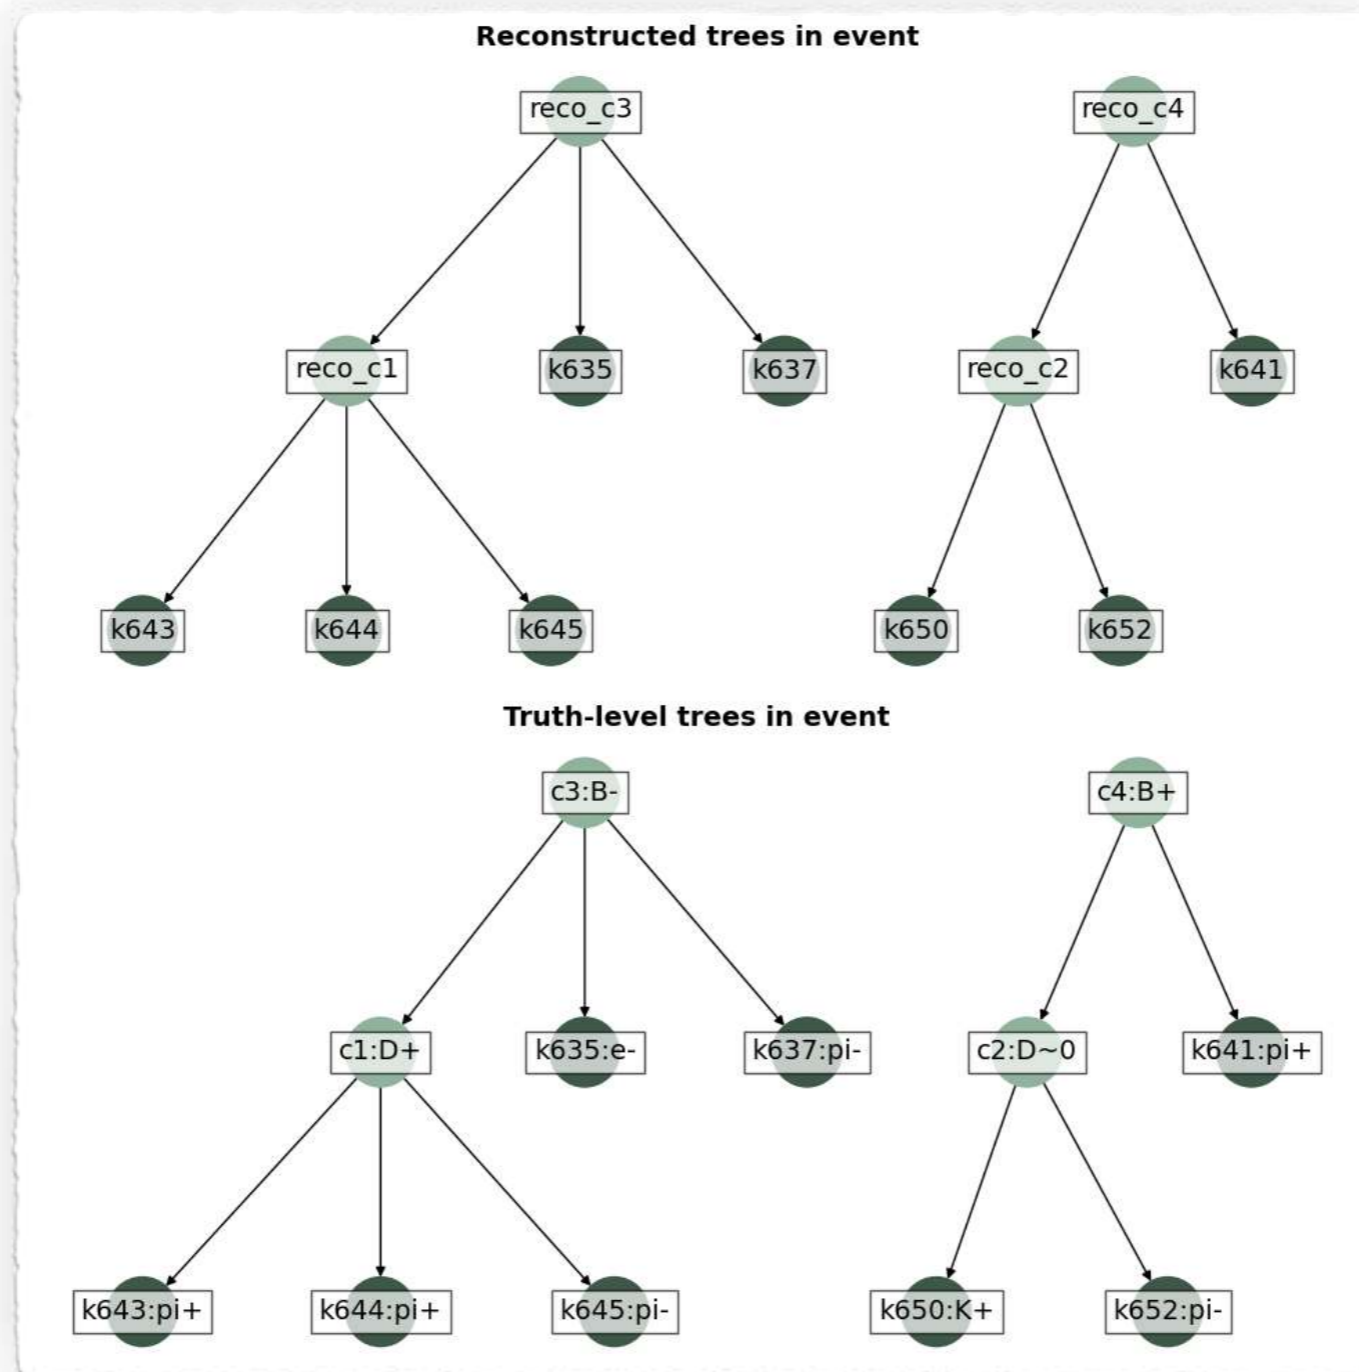 Reconstructed trees in event
reco_c3
reco_c4
reco_c1
k635
k637
reco_c2
k641
k643
k644
k645
k650
k652
Truth-level trees in event
c3:B-
c4:B+
c1:D+
k635:e-
k637:pi-
c2:D~0
k641:pi+
k643:pi+
k644:pi+
k645:pi-
k650:K+
k652:pi-